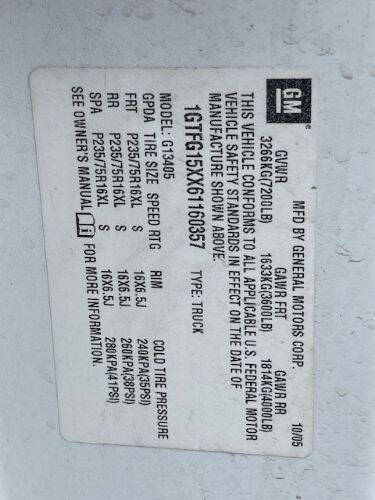 GM
MFD BY GENERAL MOTORS CORP. 10/05
GVWR GAWR FRT GAWR RR
3266KG(7200LB) 1633KG(3600LB) 1814KG(4000LB)
THIS VEHICLE CONFORMS TO ALL APPLICABLE U.S. FEDERAL MOTOR
VEHICLE SAFETY STANDARDS IN EFFECT ON THE DATE OF
MANUFACTURE SHOWN ABOVE.
1GTFG15XX61160357 TYPE: TRUCK
MODEL: G13405
GPDA TIRE SIZE SPEED RTG RIM COLD TIRE PRESSURE
FRT P235/75R16XL S 16X6.5J 240KPA(35PSI)
RR P235/75R16XL S 16X6.5J 260KPA(38PSI)
SPA P235/75R16XL S 16X6.5J 280KPA(41PSI)
SEE OWNER'S MANUAL i FOR MORE INFORMATION.